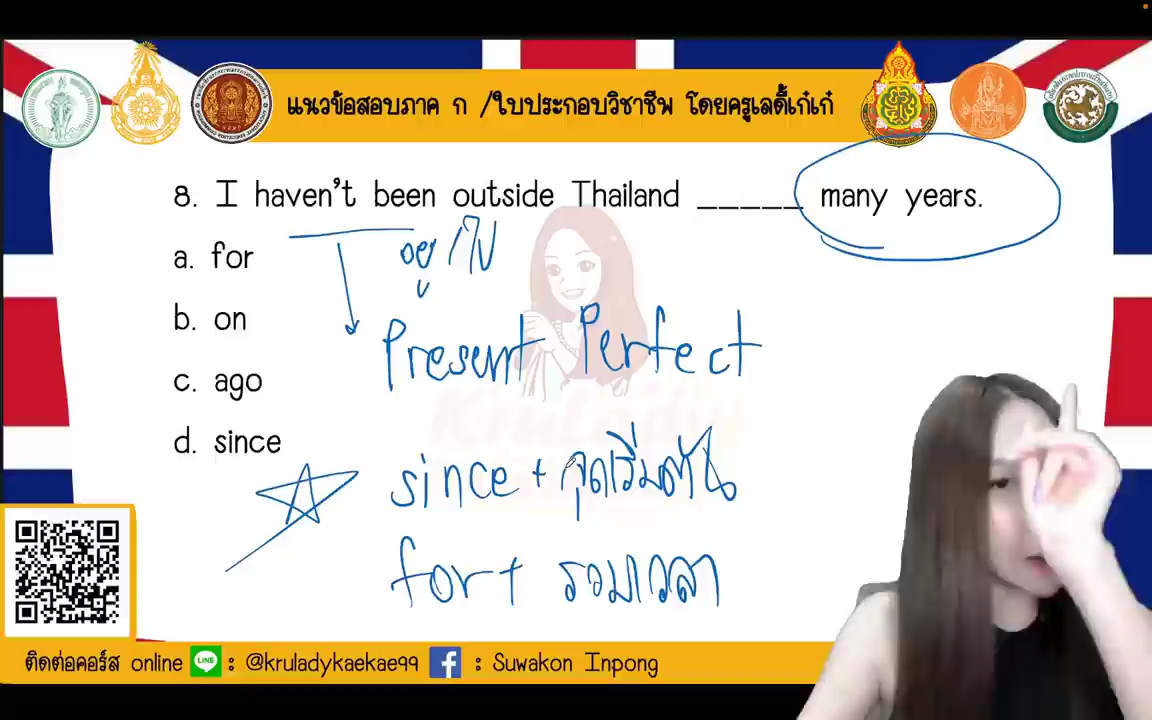 แนวข้อสอบภาค ก /ใบประกอบวิชาชีพ โดยครูเลดี้เก๋เก๋
8. I haven't been outside Thailand _____ many years.
a. for
อยู่/ไป
b. on
Present Perfect
c. ago
d. since
since + จุดเริ่มต้น
for + รวมเวลา
ติดต่อคอร์ส online LINE : @kruladykaekae99 f : Suwakon Inpong